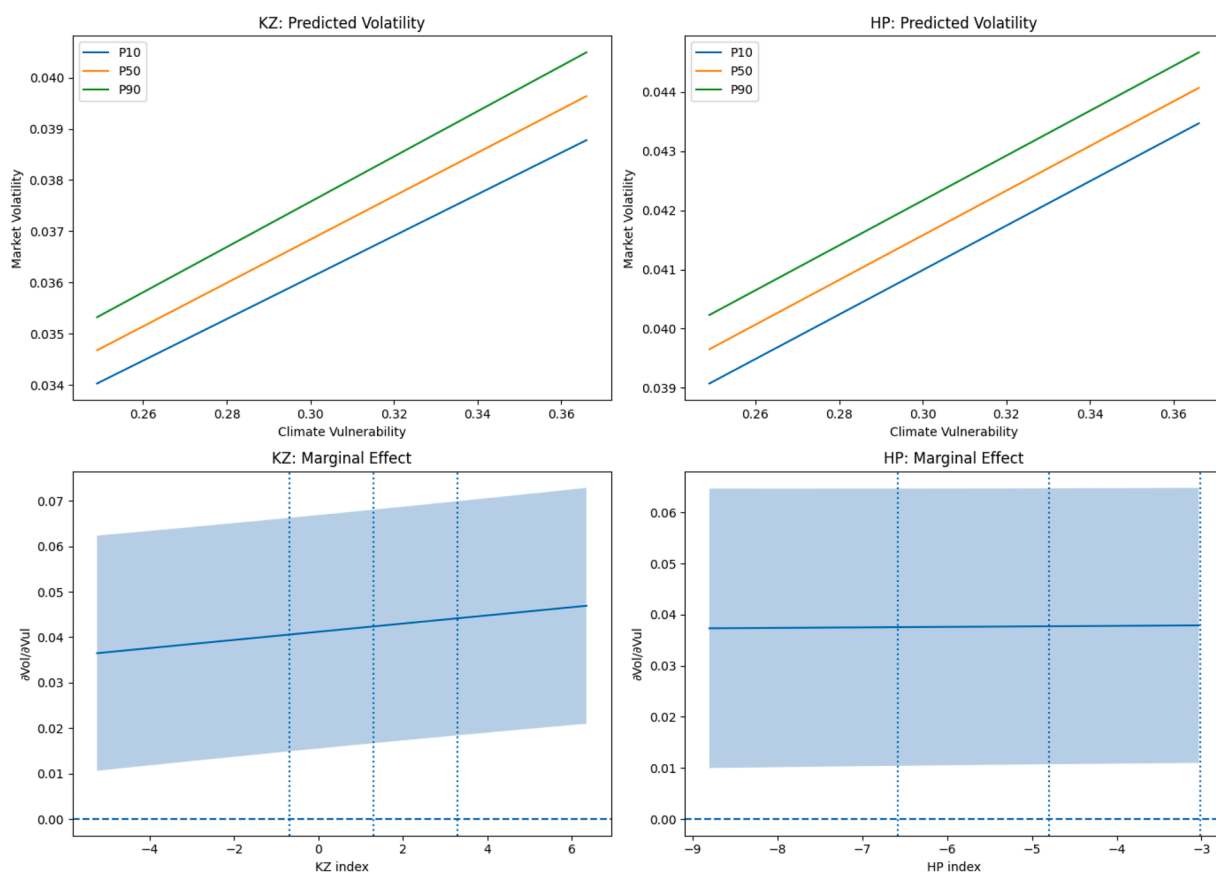 KZ: Predicted Volatility
P10
P50
P90
0.040
0.039
0.038
0.037
0.036
0.035
0.034
Market Volatility
0.26
0.28
0.30
0.32
0.34
0.36
Climate Vulnerability
HP: Predicted Volatility
P10
P50
P90
0.044
0.043
0.042
0.041
0.040
0.039
Market Volatility
0.26
0.28
0.30
0.32
0.34
0.36
Climate Vulnerability
KZ: Marginal Effect
0.07
0.06
0.05
0.04
0.03
0.02
0.01
0.00
∂Vol/∂Vul
−4
−2
0
2
4
6
KZ index
HP: Marginal Effect
0.06
0.05
0.04
0.03
0.02
0.01
0.00
∂Vol/∂Vul
−9
−8
−7
−6
−5
−4
−3
HP index